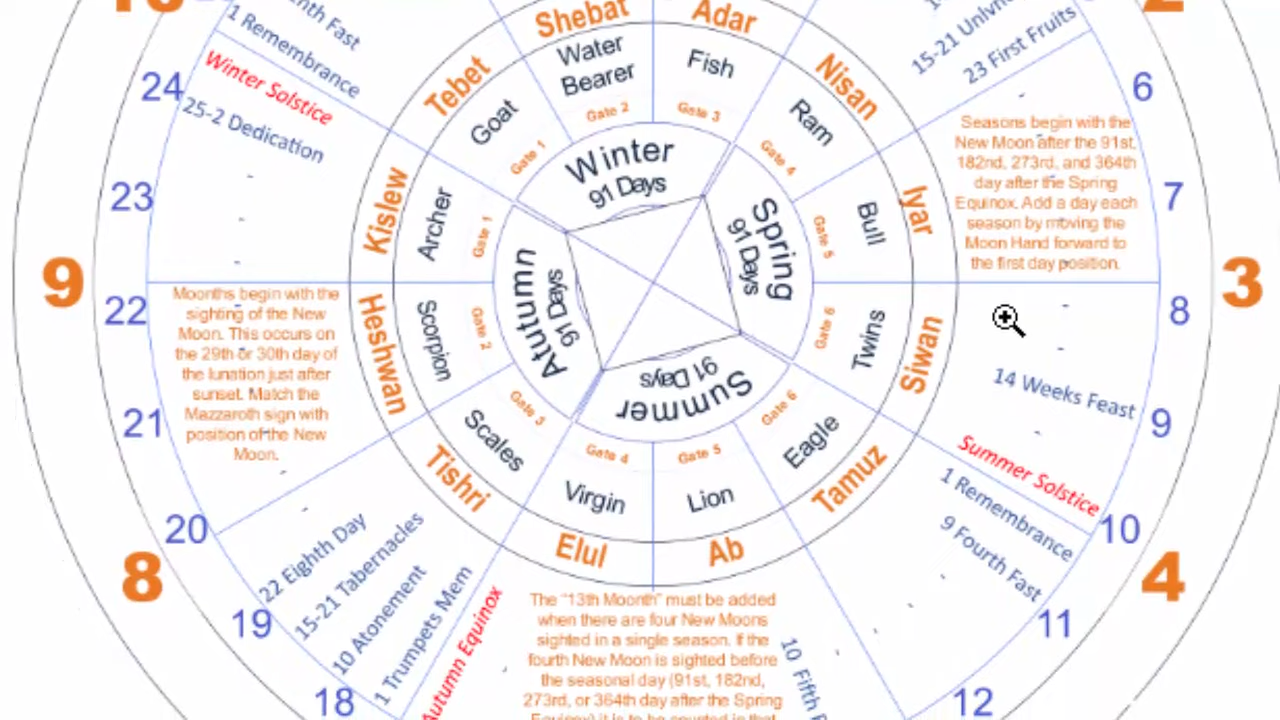 Fast
1 Remembrance
Winter Solstice
25-2 Dedication
24
23
22
21
20
19
18
9
8
Shebat
Adar
Nisan
Iyar
Siwan
Tamuz
Ab
Elul
Tishri
Heshwan
Kislew
Tebet
Water
Bearer
Gate 2
Fish
Gate 3
Ram
Gate 4
Bull
Gate 5
Twins
Gate 6
Eagle
Gate 6
Lion
Gate 5
Virgin
Gate 4
Scales
Gate 3
Scorpion
Gate 2
Archer
Gate 1
Goat
Gate 1
Winter
91 Days
Spring
91 Days
Summer
91 Days
Atutumn
91 Days
23 First Fruits
6
7
8
9
10
11
12
2
3
4
Seasons begin with the
New Moon after the 91st,
182nd, 273rd, and 364th
day after the Spring
Equinox. Add a day each
season by moving the
Moon Hand forward to
the first day position.
14 Weeks Feast
Summer Solstice
1 Remembrance
9 Fourth Fast
10 Fifth
Moonths begin with the
sighting of the New
Moon. This occurs on
the 29th or 30th day of
the lunation just after
sunset. Match the
Mazzaroth sign with
position of the New
Moon.
22 Eighth Day
15-21 Tabernacles
10 Atonement
1 Trumpets Mem
Autumn Equinox
The "13th Moonth" must be added
when there are four New Moons
sighted in a single season. If the
fourth New Moon is sighted before
the seasonal day (91st, 182nd,
273rd, or 364th day after the Spring
Equinox) it is to be counted in that